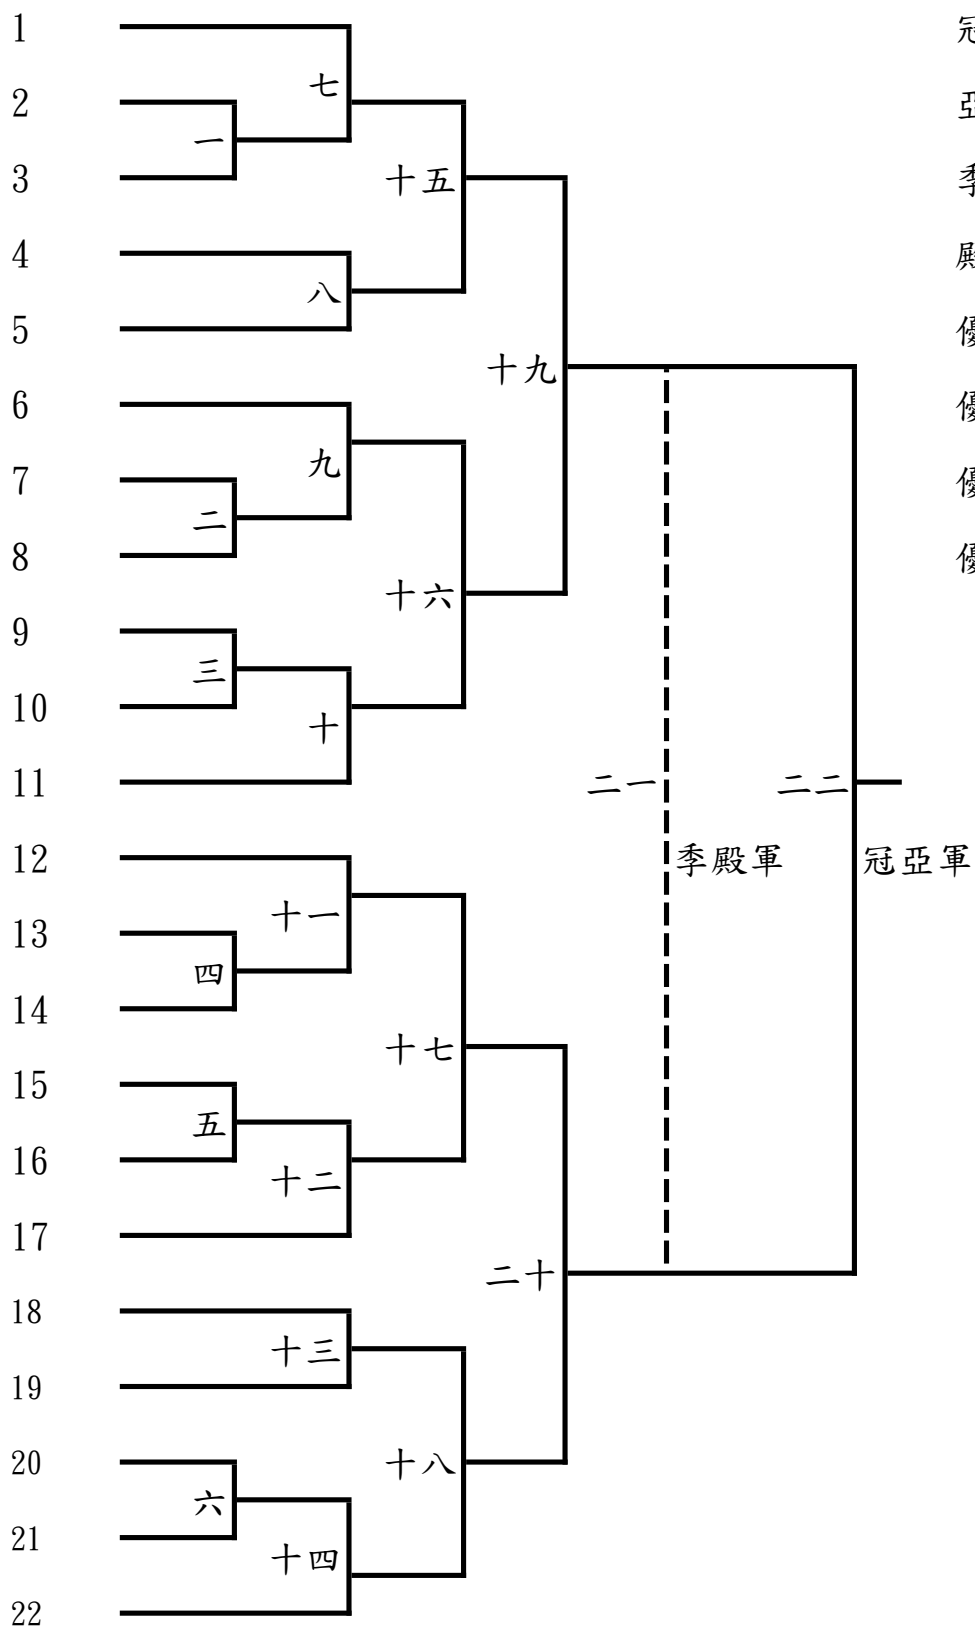 1
2
3
4
5
6
7
8
9
10
11
12
13
14
15
16
17
18
19
20
21
22
一
二
三
四
五
六
七
八
九
十
十一
十二
十三
十四
十五
十六
十七
十八
十九
二十
二一
二二
季殿軍
冠亞軍